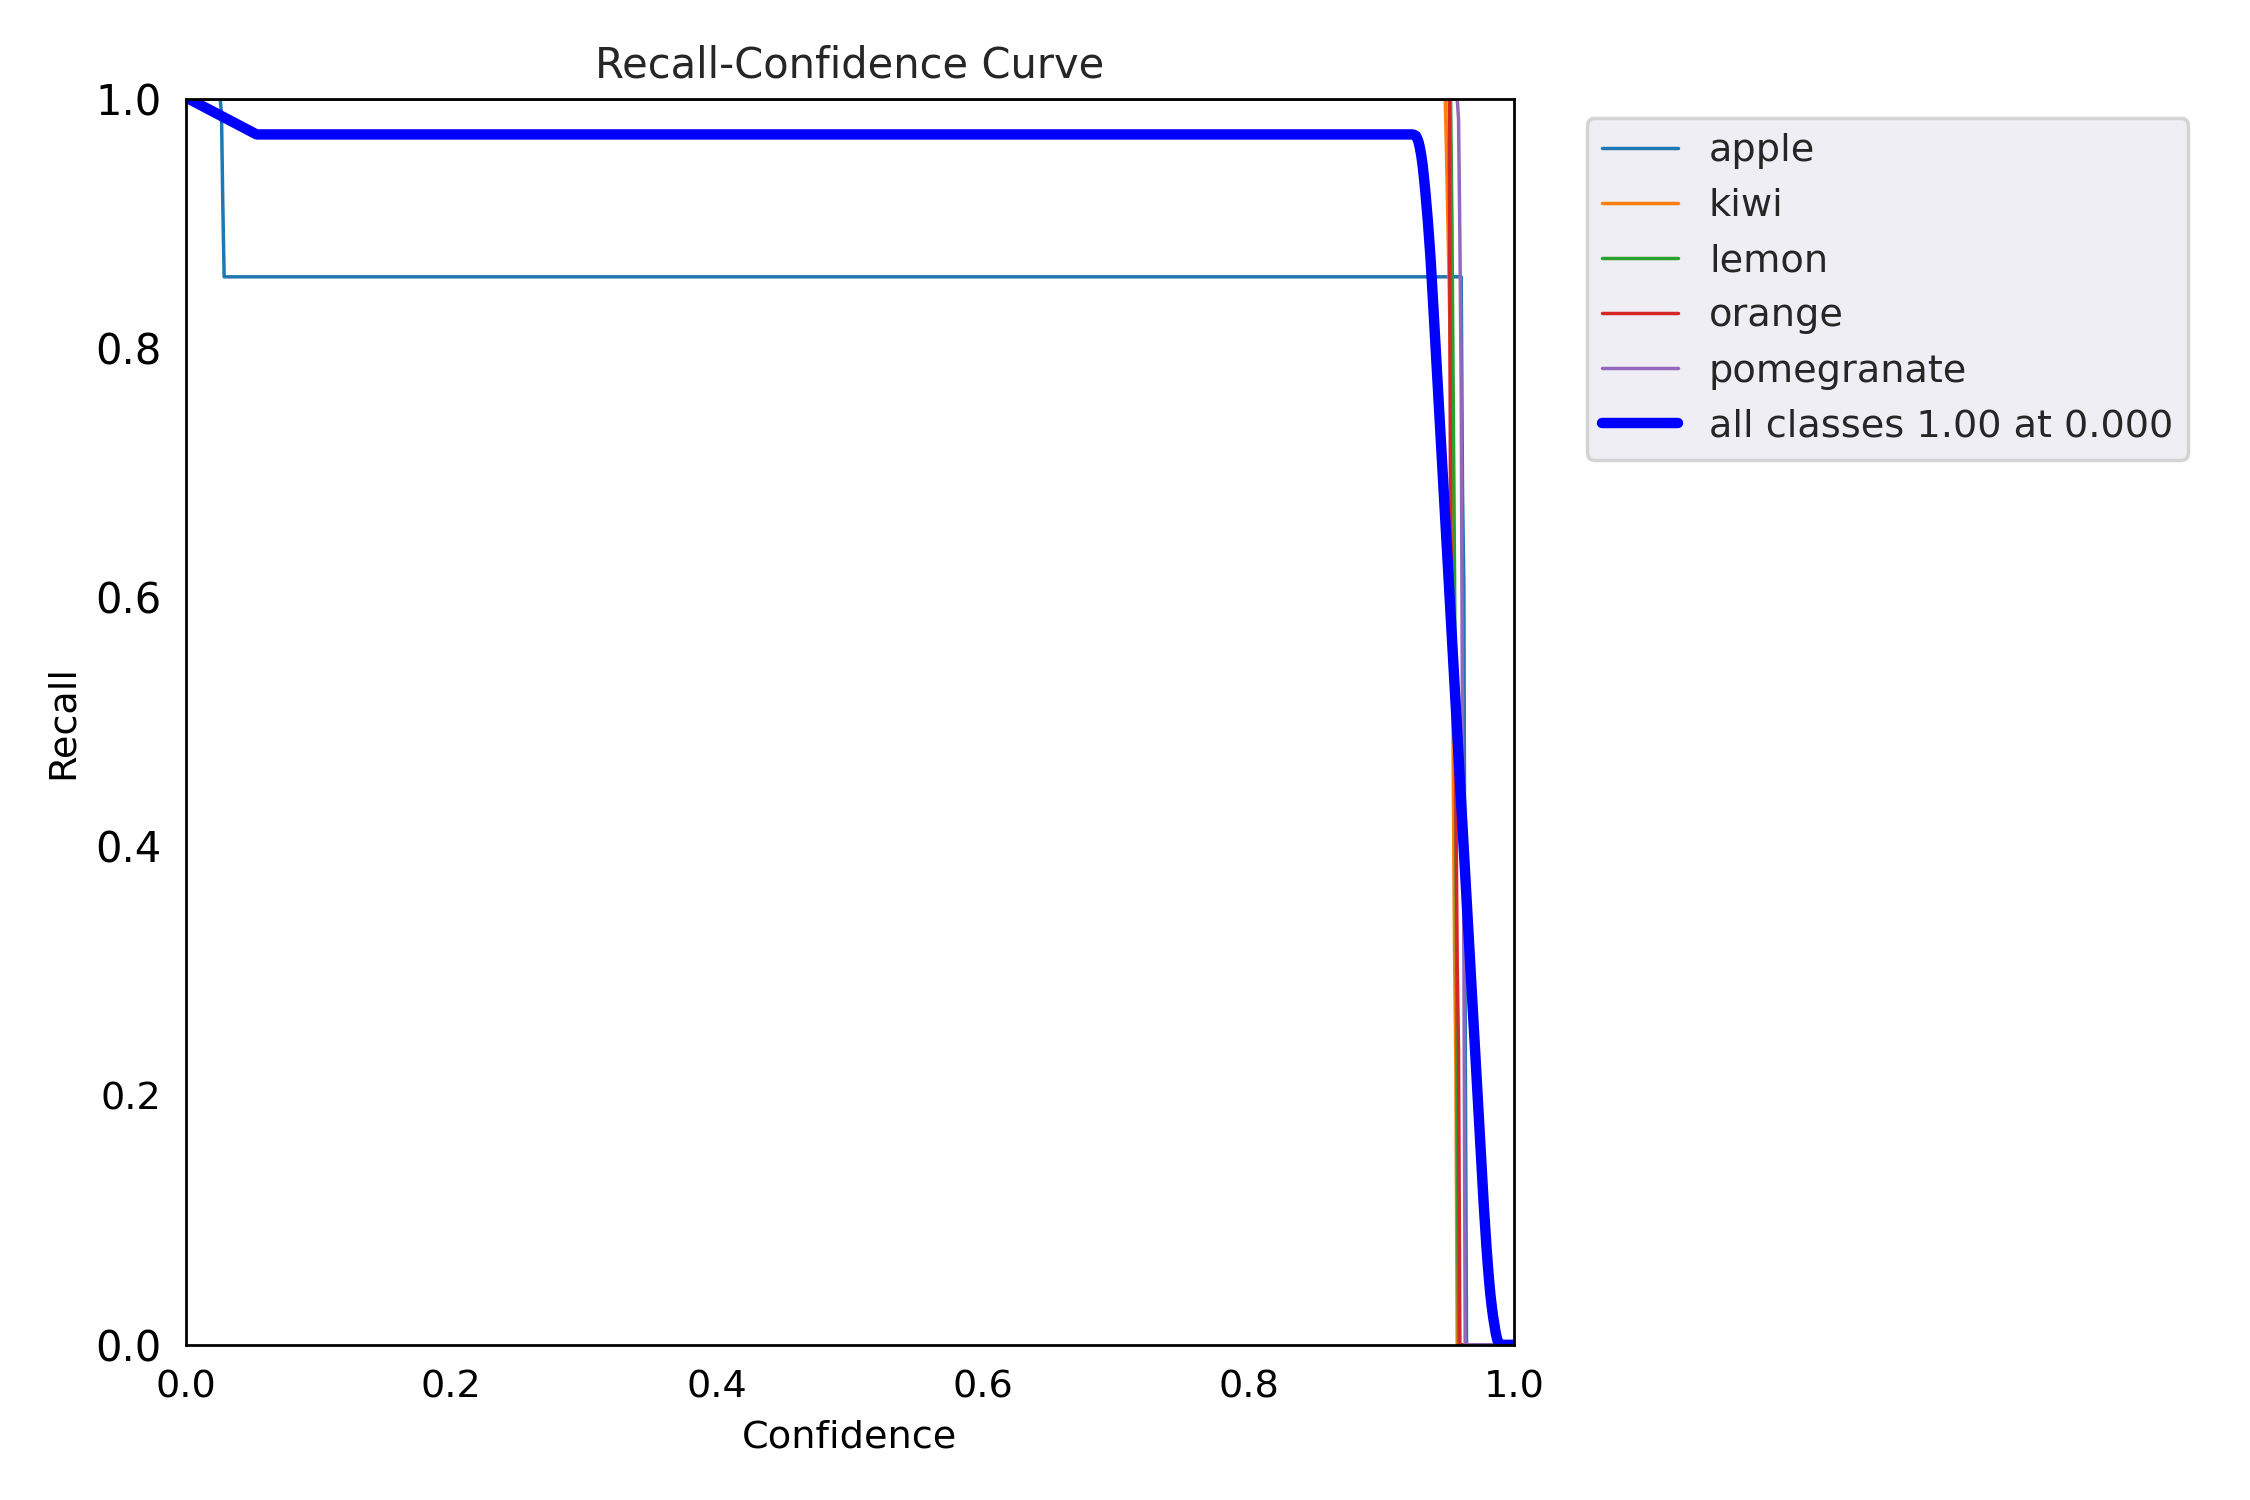 Recall-Confidence Curve
1.0
0.8
0.6
0.4
0.2
0.0
Recall
0.0 0.2 0.4 0.6 0.8 1.0
Confidence
apple
kiwi
lemon
orange
pomegranate
all classes 1.00 at 0.000